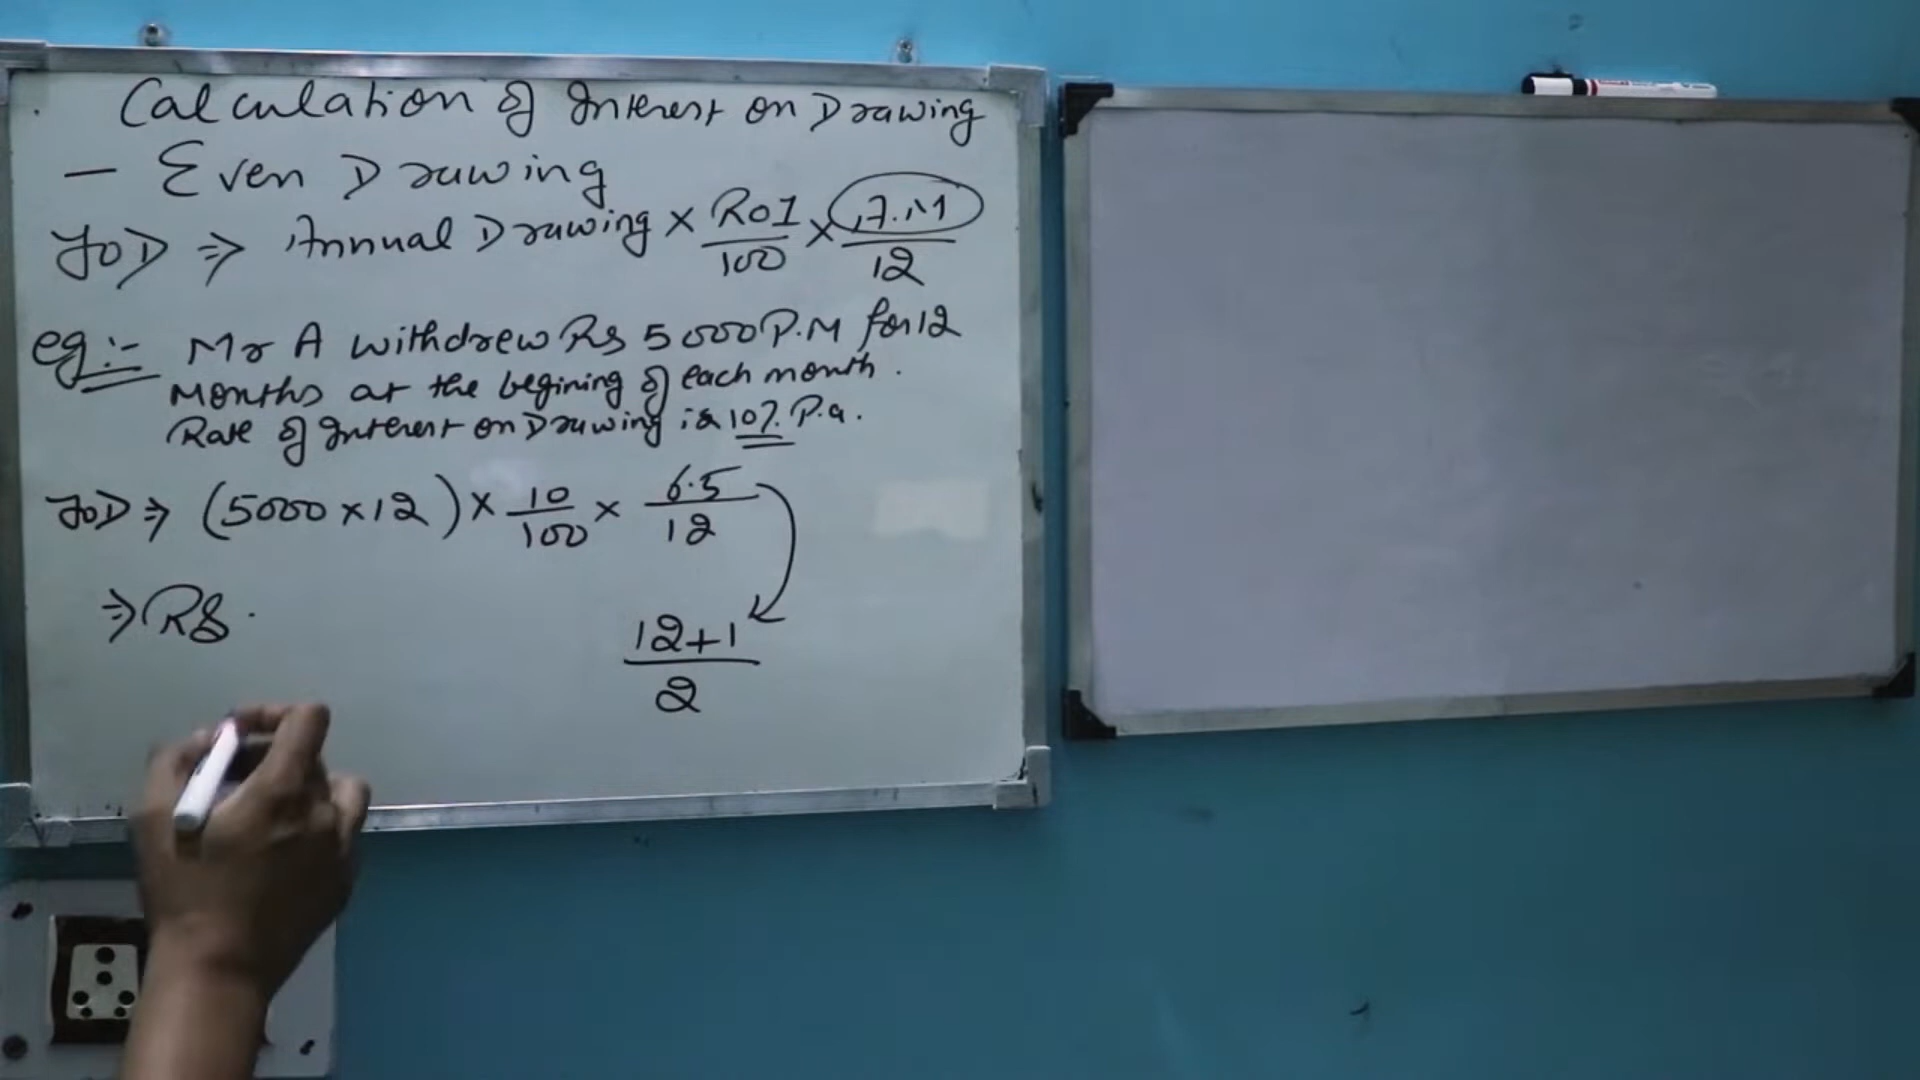 Calculation of Interest on Drawing
- Even Drawing
IOD ⇒ Annual Drawing × ROI/100 × A.M/12
eg:- Mr A withdrew Rs 5000 P.M for 12
Months at the begining of each month.
Rate of Interest on Drawing is 10% P.a.
IOD ⇒ (5000 × 12) × 10/100 × 6.5/12
⇒ Rs.
12+1/2